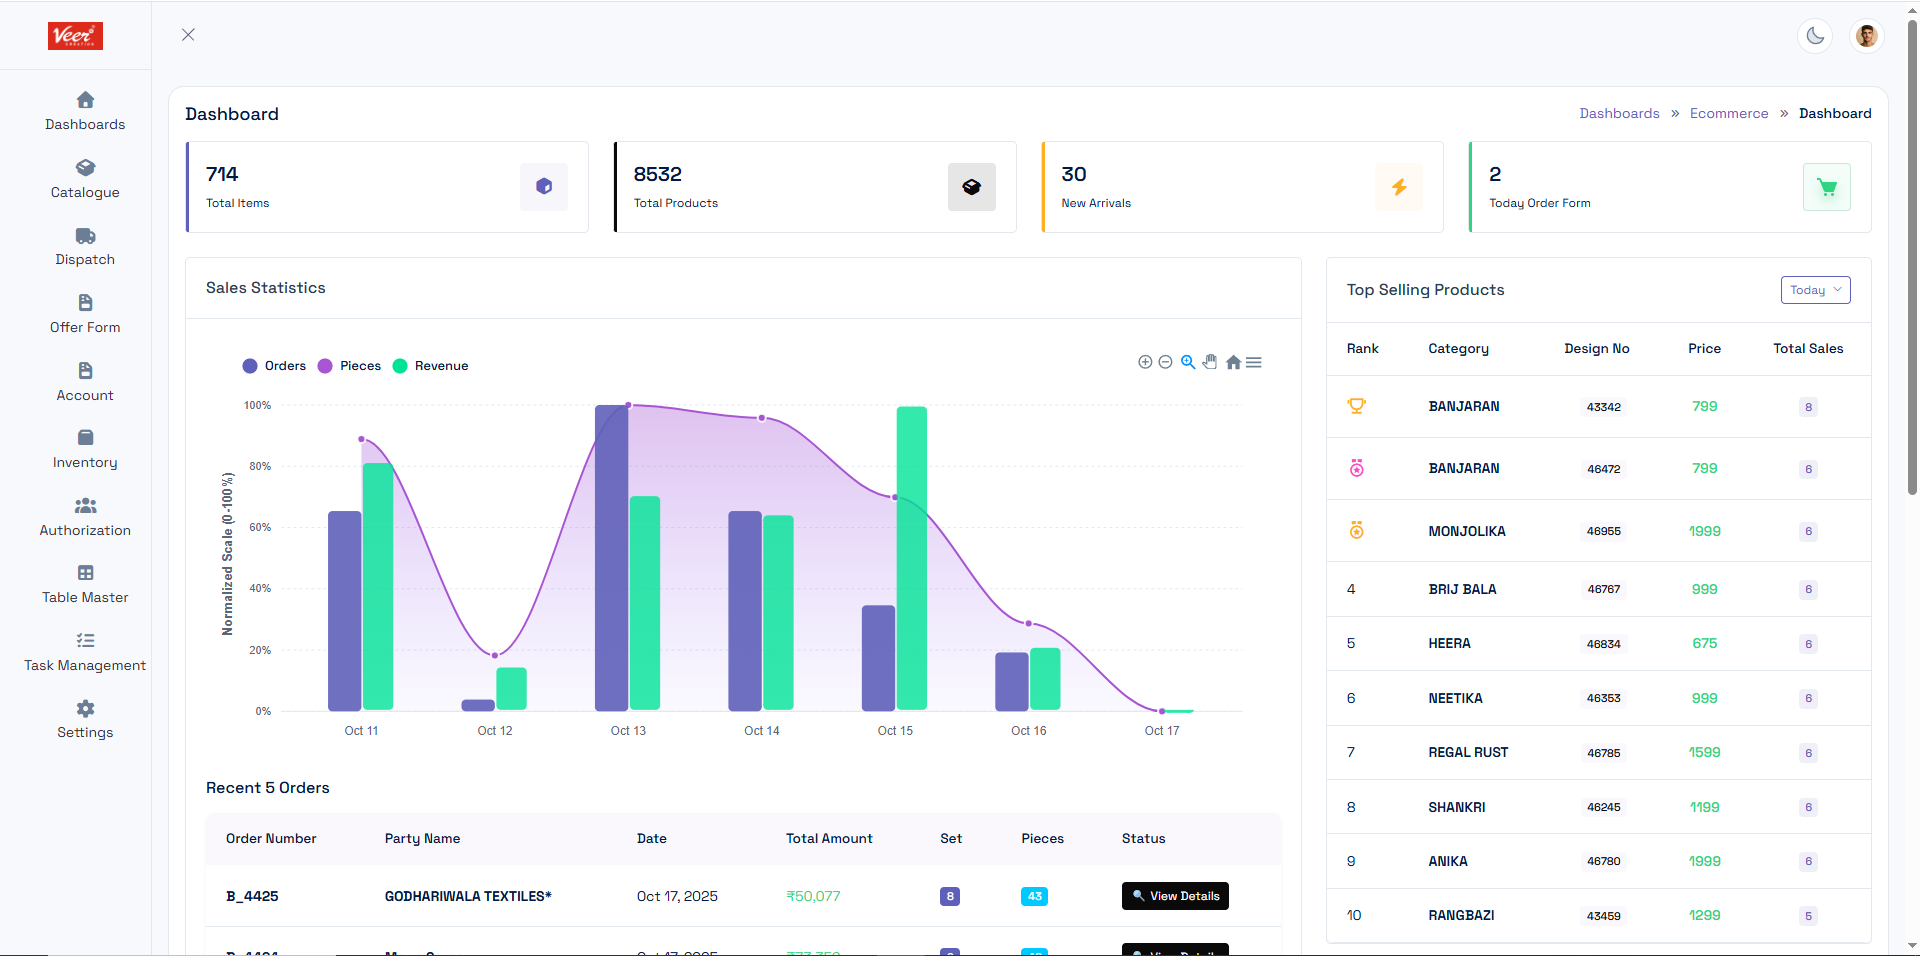 Veer
CREATION
Dashboards
Catalogue
Dispatch
Offer Form
Account
Inventory
Authorization
Table Master
Task Management
Settings
Dashboard
Dashboards » Ecommerce » Dashboard
714
Total Items
8532
Total Products
30
New Arrivals
2
Today Order Form
Sales Statistics
Orders Pieces Revenue
Normalized Scale (0-100%)
100%
80%
60%
40%
20%
0%
Oct 11 Oct 12 Oct 13 Oct 14 Oct 15 Oct 16 Oct 17
Recent 5 Orders
Order Number Party Name Date Total Amount Set Pieces Status
B_4425 GODHARIWALA TEXTILES* Oct 17, 2025 ₹50,077 8 43 View Details
Top Selling Products
Today
Rank Category Design No Price Total Sales
BANJARAN 43342 799 8
BANJARAN 46472 799 6
MONJOLIKA 46955 1999 6
4 BRIJ BALA 46767 999 6
5 HEERA 46834 675 6
6 NEETIKA 46353 999 6
7 REGAL RUST 46785 1599 6
8 SHANKRI 46245 1199 6
9 ANIKA 46780 1999 6
10 RANGBAZI 43459 1299 5